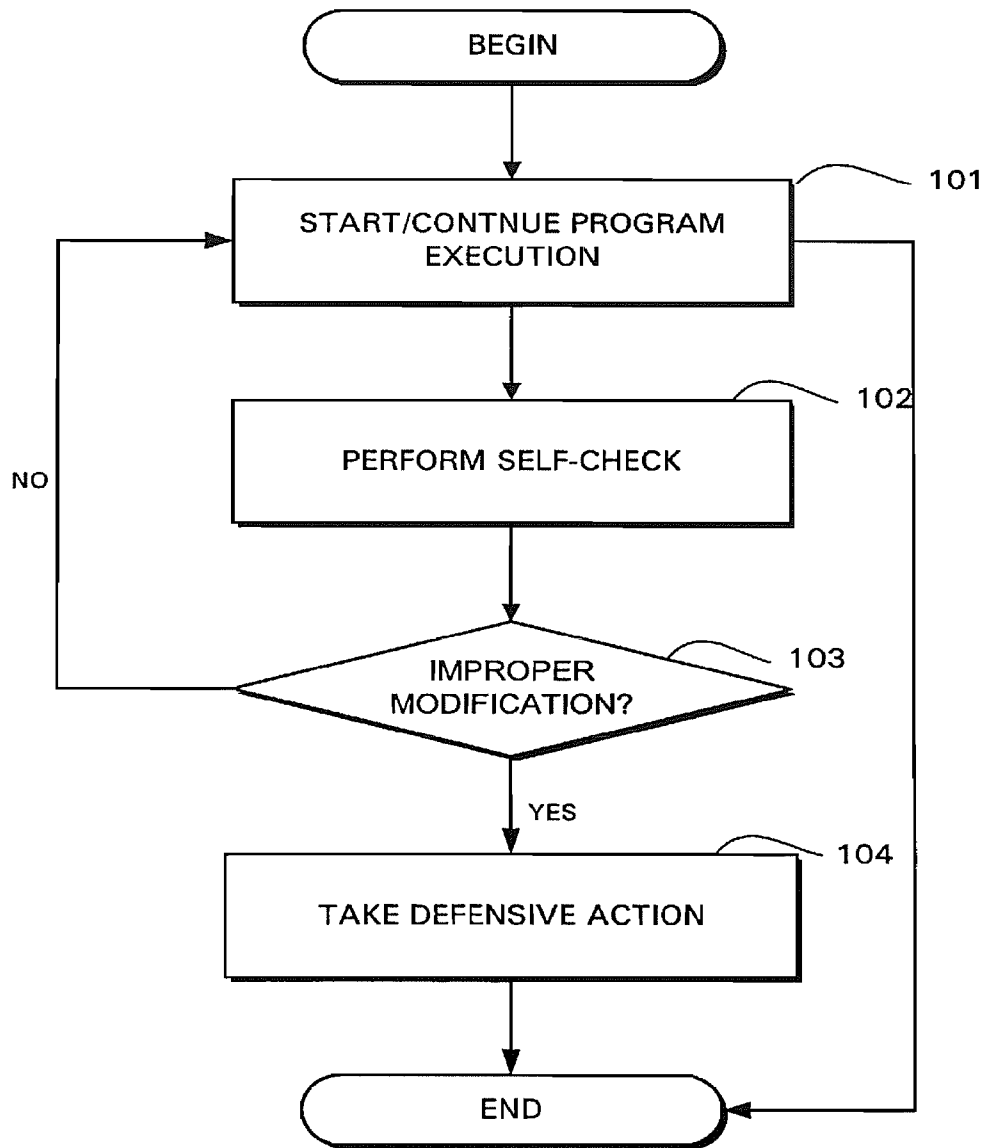 BEGIN
101
START/CONTNUE PROGRAM
EXECUTION
102
PERFORM SELF-CHECK
NO
103
IMPROPER
MODIFICATION?
YES
104
TAKE DEFENSIVE ACTION
END